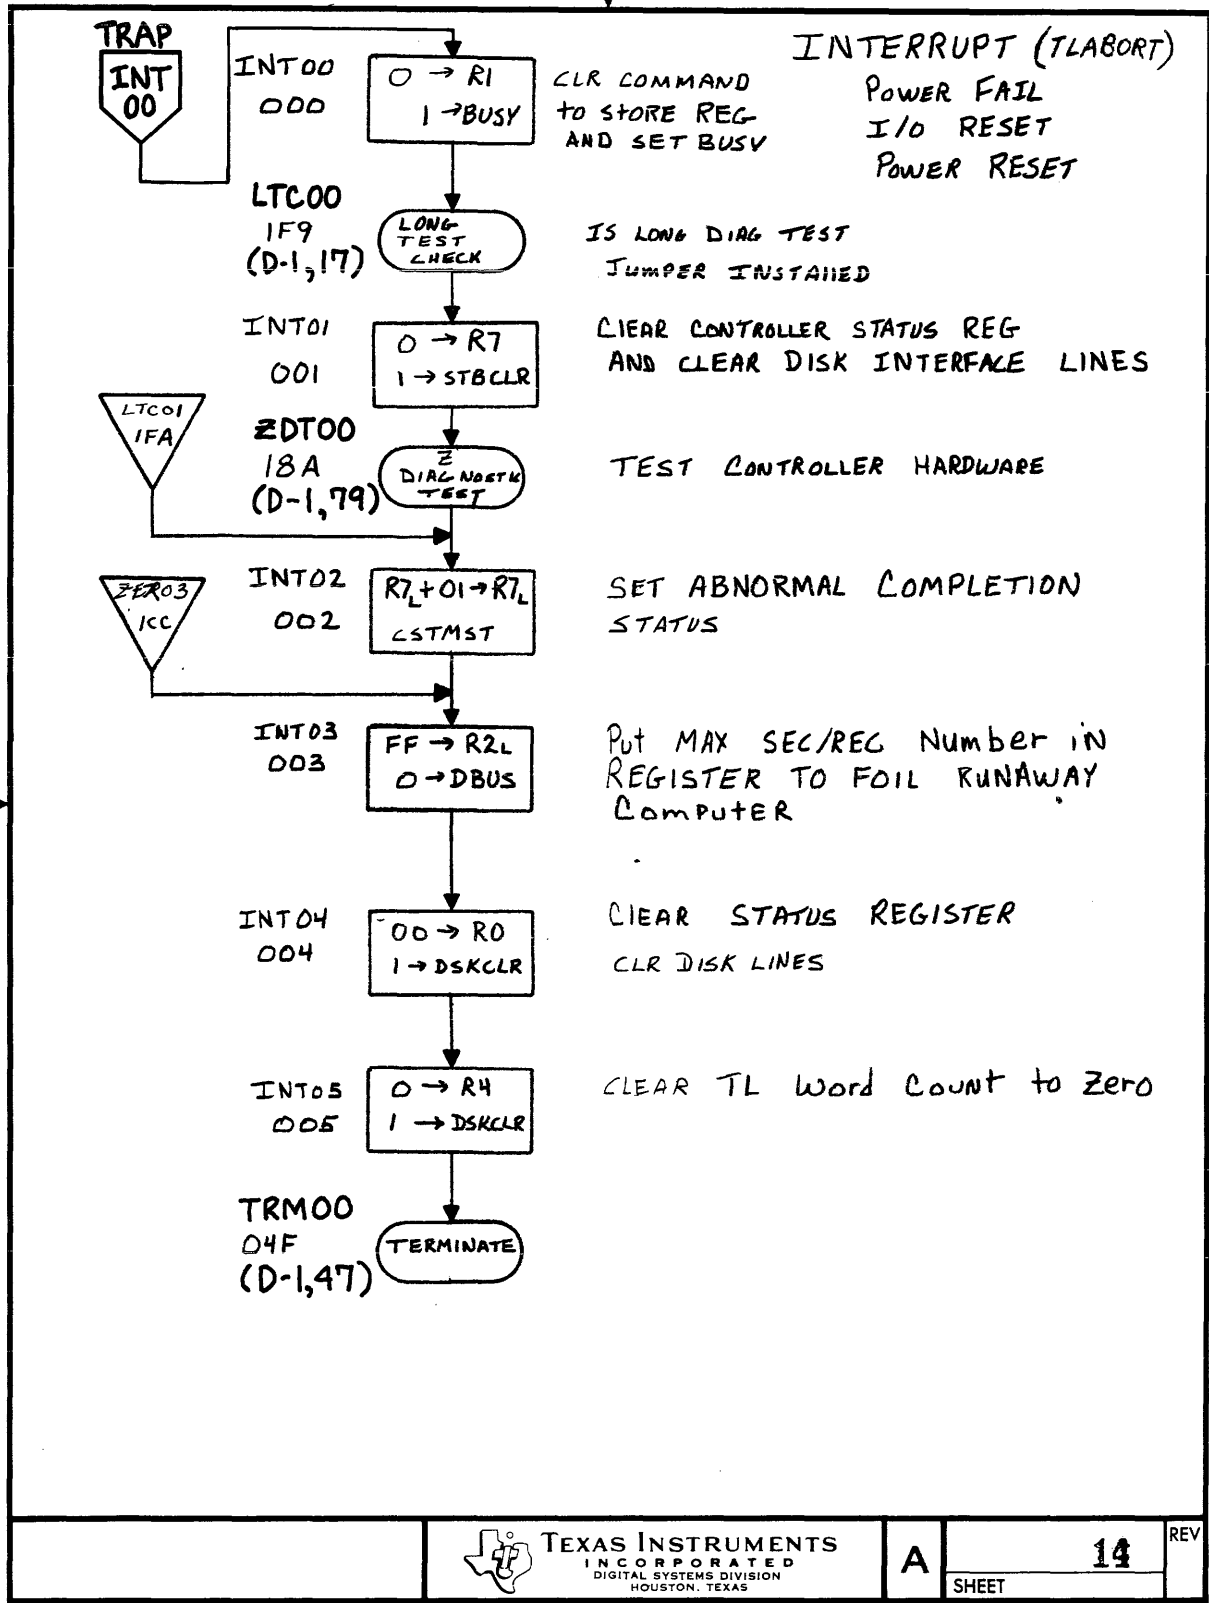 TRAP
INT
00
INT00
000
0 → R1
1 → BUSY
CLR COMMAND
to STORE REG
AND SET BUSY
INTERRUPT (TLABORT)
POWER FAIL
I/O RESET
POWER RESET
LTC00
1F9
(D-1,17)
LONG
TEST
CHECK
IS LONG DIAG TEST
JUMPER INSTAllED
INT01
001
0 → R7
1 → STBCLR
ClEAR CONTROLLER STATUS REG
AND CLEAR DISK INTERFACE LINES
LTC01
1FA
ZDT00
18A
(D-1,79)
Z
DIAGNOSTIC
TEST
TEST CONTROLLER HARDWARE
ZER03
1CC
INT02
002
R7L + 01 → R7L
CSTMST
SET ABNORMAL COMPLETION
STATUS
INT03
003
FF → R2L
0 → DBUS
Put MAX SEC/REC Number iN
REGISTER TO FOIL RUNAWAY
ComPutER
INT04
004
00 → R0
1 → DSKCLR
ClEAR STATUS REGISTER
CLR DISK LINES
INT05
005
0 → R4
1 → DSKCLR
CLEAR TL Word Count to Zero
TRM00
04F
(D-1,47)
TERMINATE
TEXAS INSTRUMENTS
INCORPORATED
DIGITAL SYSTEMS DIVISION
HOUSTON, TEXAS
A
SHEET
REV